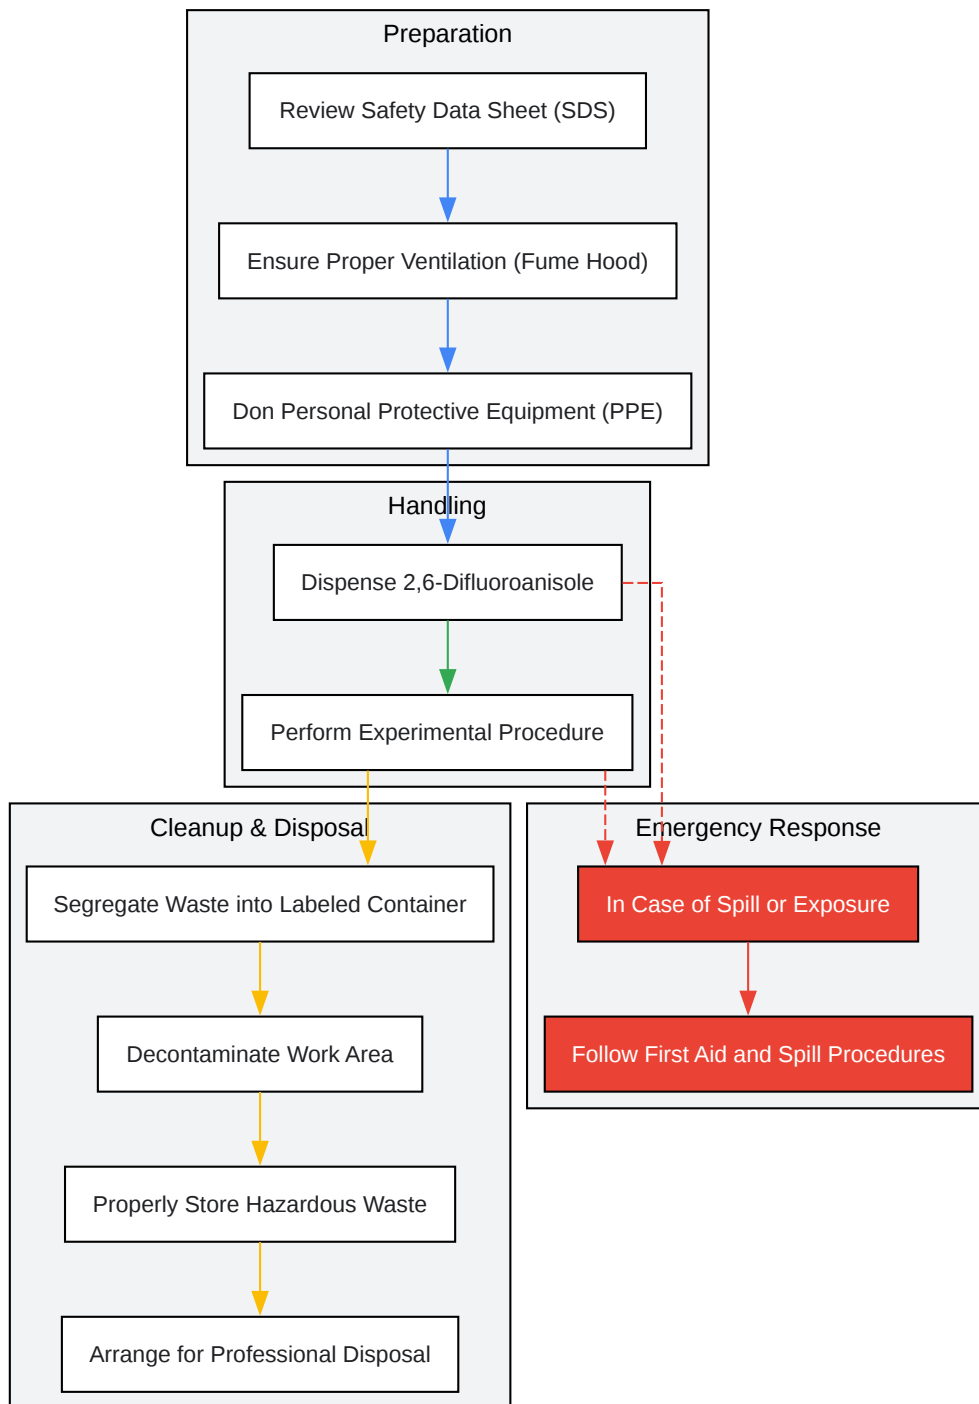 Preparation
Review Safety Data Sheet (SDS)
Ensure Proper Ventilation (Fume Hood)
Don Personal Protective Equipment (PPE)
Handling
Dispense 2,6-Difluoroanisole
Perform Experimental Procedure
Cleanup & Disposal
Segregate Waste into Labeled Container
Decontaminate Work Area
Properly Store Hazardous Waste
Arrange for Professional Disposal
Emergency Response
In Case of Spill or Exposure
Follow First Aid and Spill Procedures